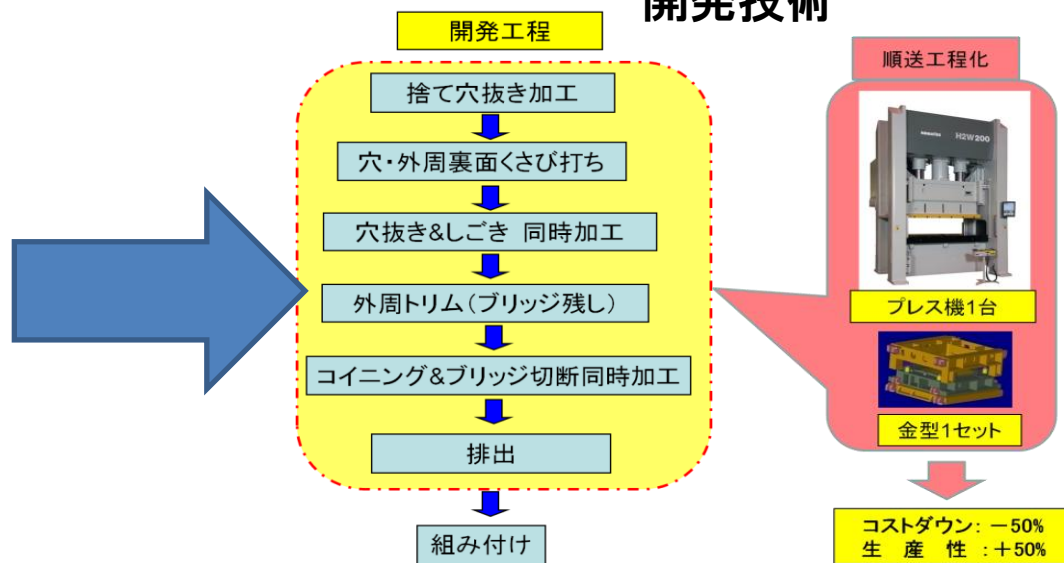 開発技術
開発工程
捨て穴抜き加工
穴・外周裏面くさび打ち
穴抜き&しごき 同時加工
外周トリム(ブリッジ残し)
コイニング&ブリッジ切断同時加工
排出
組み付け
順送工程化
KOMATSU
H2W200
プレス機1台
金型1セット
コストダウン: -50%
生 産 性 :+50%